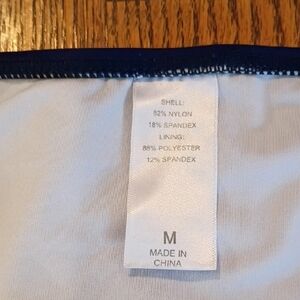 SHELL:
82% NYLON
18% SPANDEX
LINING:
88% POLYESTER
12% SPANDEX
M
MADE IN
CHINA